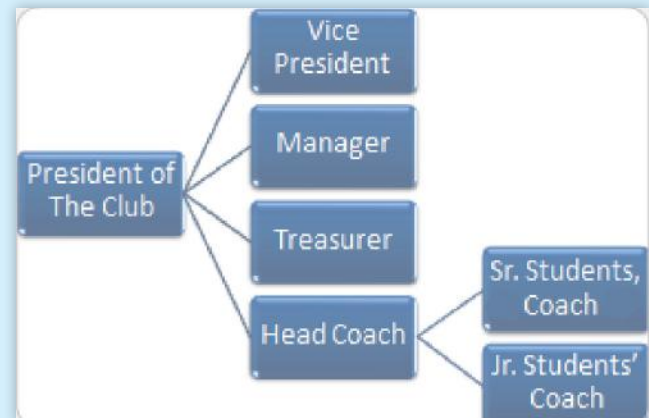 Vice
President
Manager
President of
The Club
Treasurer
Sr. Students,
Coach
Head Coach
Jr. Students’
Coach